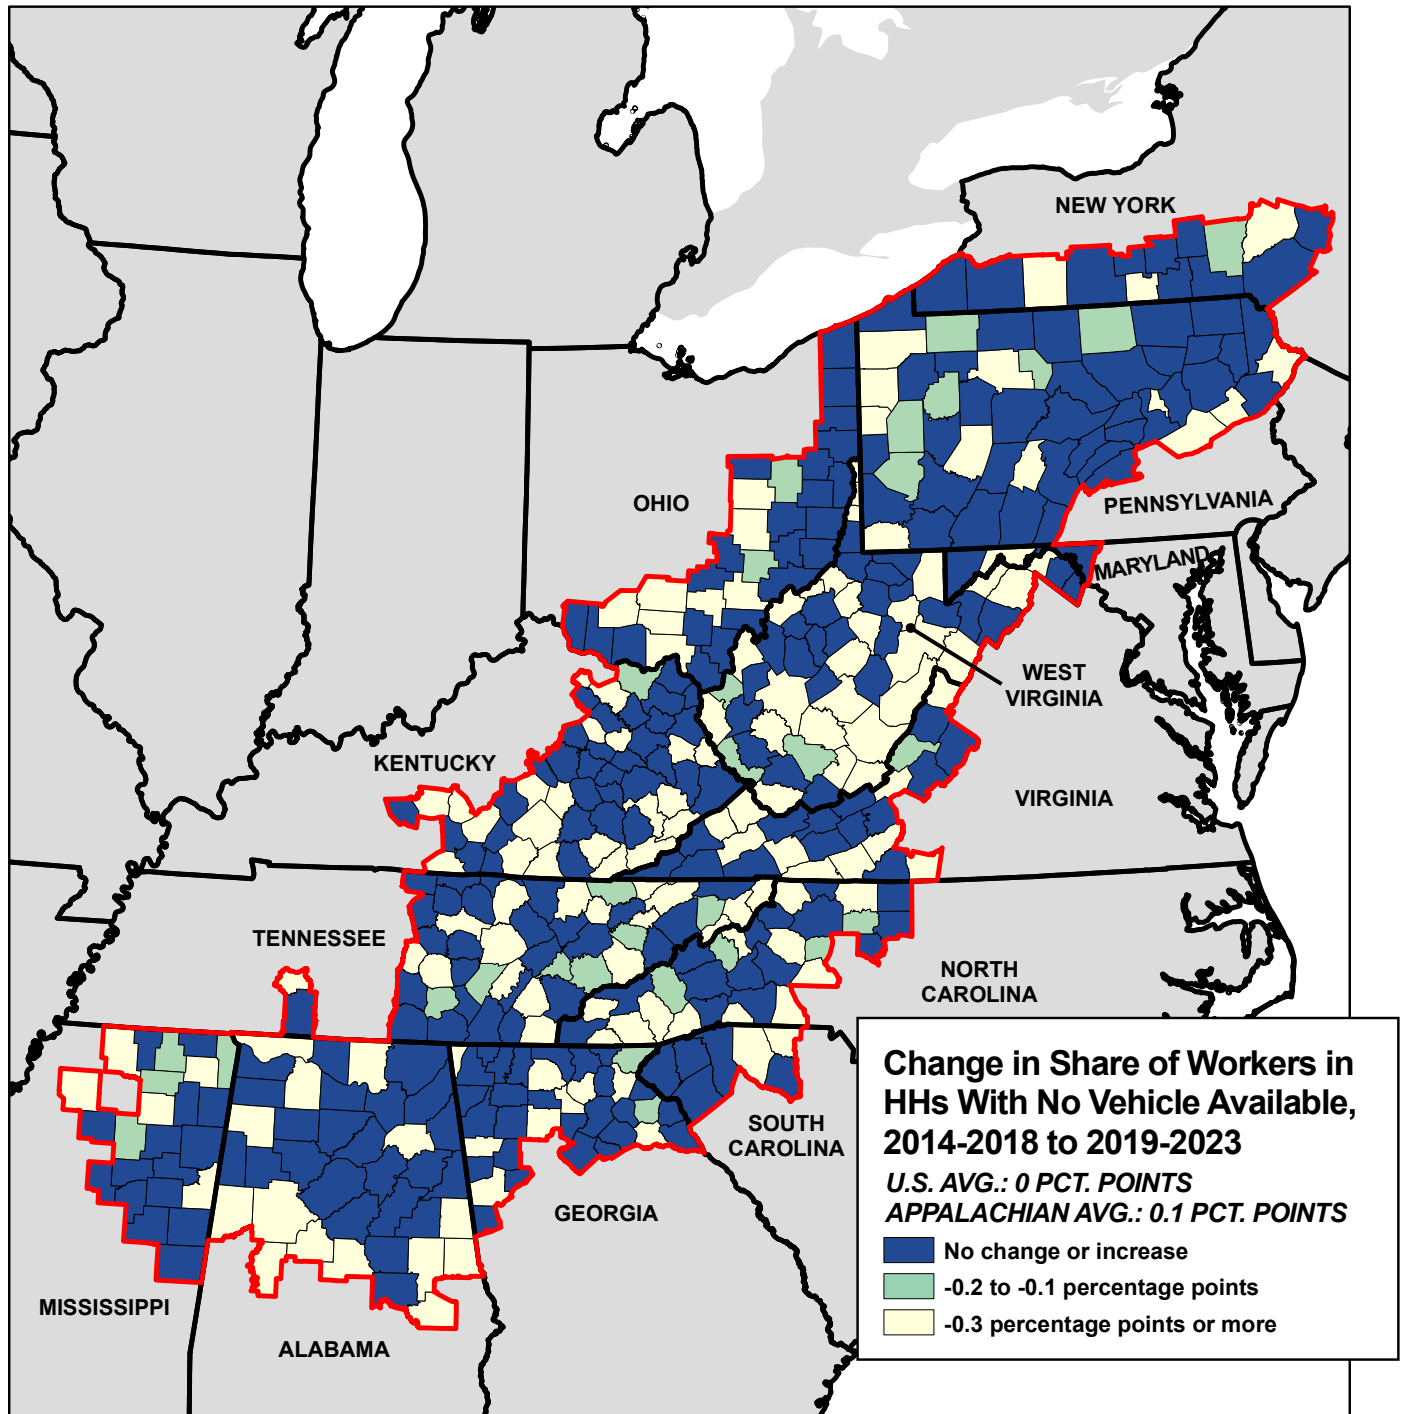 NEW YORK
OHIO
PENNSYLVANIA
MARYLAND
WEST
VIRGINIA
KENTUCKY
VIRGINIA
TENNESSEE
NORTH
CAROLINA
SOUTH
CAROLINA
GEORGIA
MISSISSIPPI
ALABAMA
Change in Share of Workers in
HHs With No Vehicle Available,
2014-2018 to 2019-2023
U.S. AVG.: 0 PCT. POINTS
APPALACHIAN AVG.: 0.1 PCT. POINTS
No change or increase
-0.2 to -0.1 percentage points
-0.3 percentage points or more